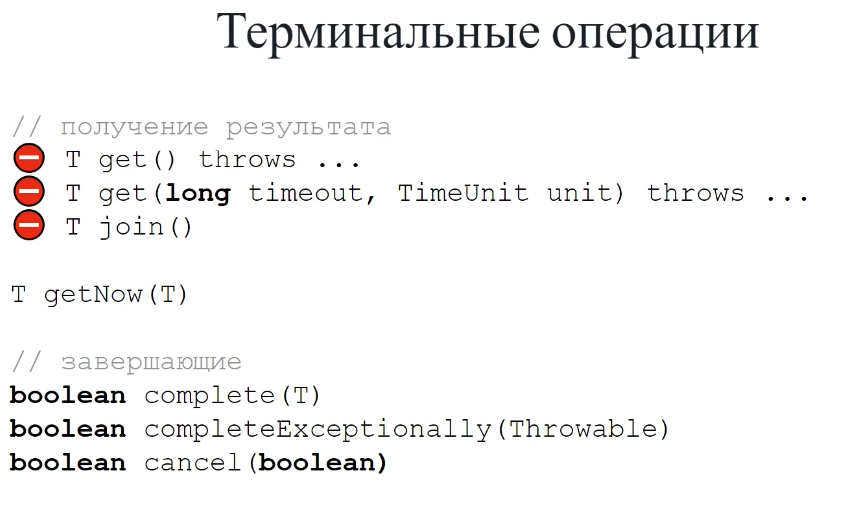 Терминальные операции
// получение результата
T get() throws ...
T get(long timeout, TimeUnit unit) throws ...
T join()
T getNow(T)
// завершающие
boolean complete(T)
boolean completeExceptionally(Throwable)
boolean cancel(boolean)